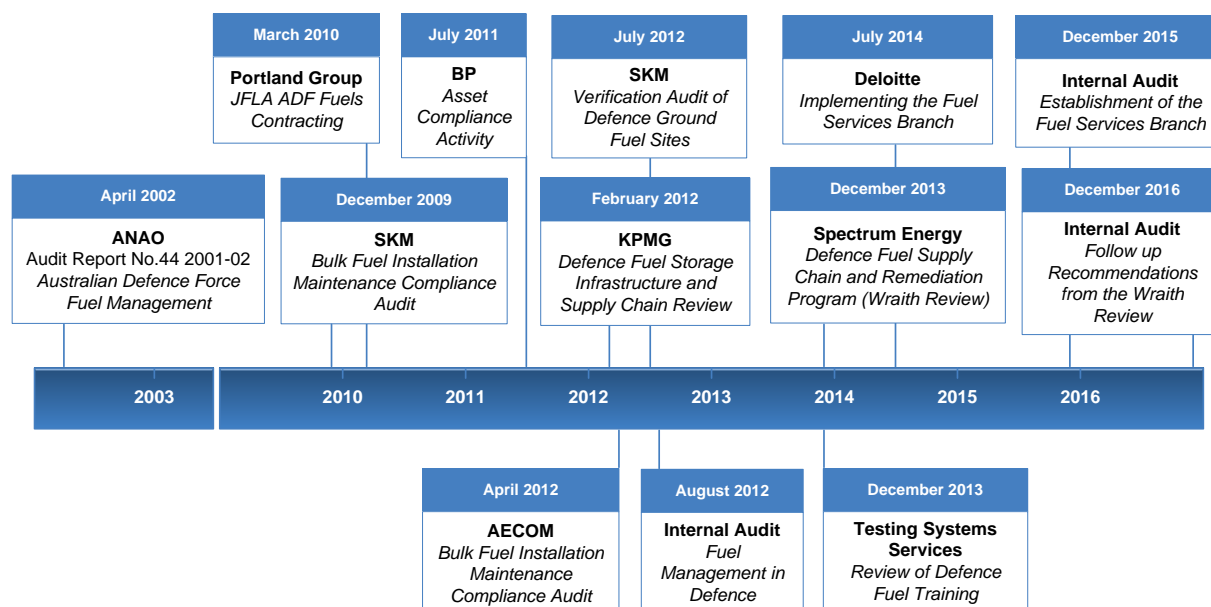 March 2010
Portland Group
JFLA ADF Fuels
Contracting
July 2011
BP
Asset
Compliance
Activity
July 2012
SKM
Verification Audit of
Defence Ground
Fuel Sites
July 2014
Deloitte
Implementing the Fuel
Services Branch
December 2015
Internal Audit
Establishment of the
Fuel Services Branch
April 2002
ANAO
Audit Report No.44 2001-02
Australian Defence Force
Fuel Management
December 2009
SKM
Bulk Fuel Installation
Maintenance Compliance
Audit
February 2012
KPMG
Defence Fuel Storage
Infrastructure and
Supply Chain Review
December 2013
Spectrum Energy
Defence Fuel Supply
Chain and Remediation
Program (Wraith Review)
December 2016
Internal Audit
Follow up
Recommendations
from the Wraith
Review
2003
2010
2011
2012
2013
2014
2015
2016
April 2012
AECOM
Bulk Fuel Installation
Maintenance
Compliance Audit
August 2012
Internal Audit
Fuel
Management in
Defence
December 2013
Testing Systems
Services
Review of Defence
Fuel Training